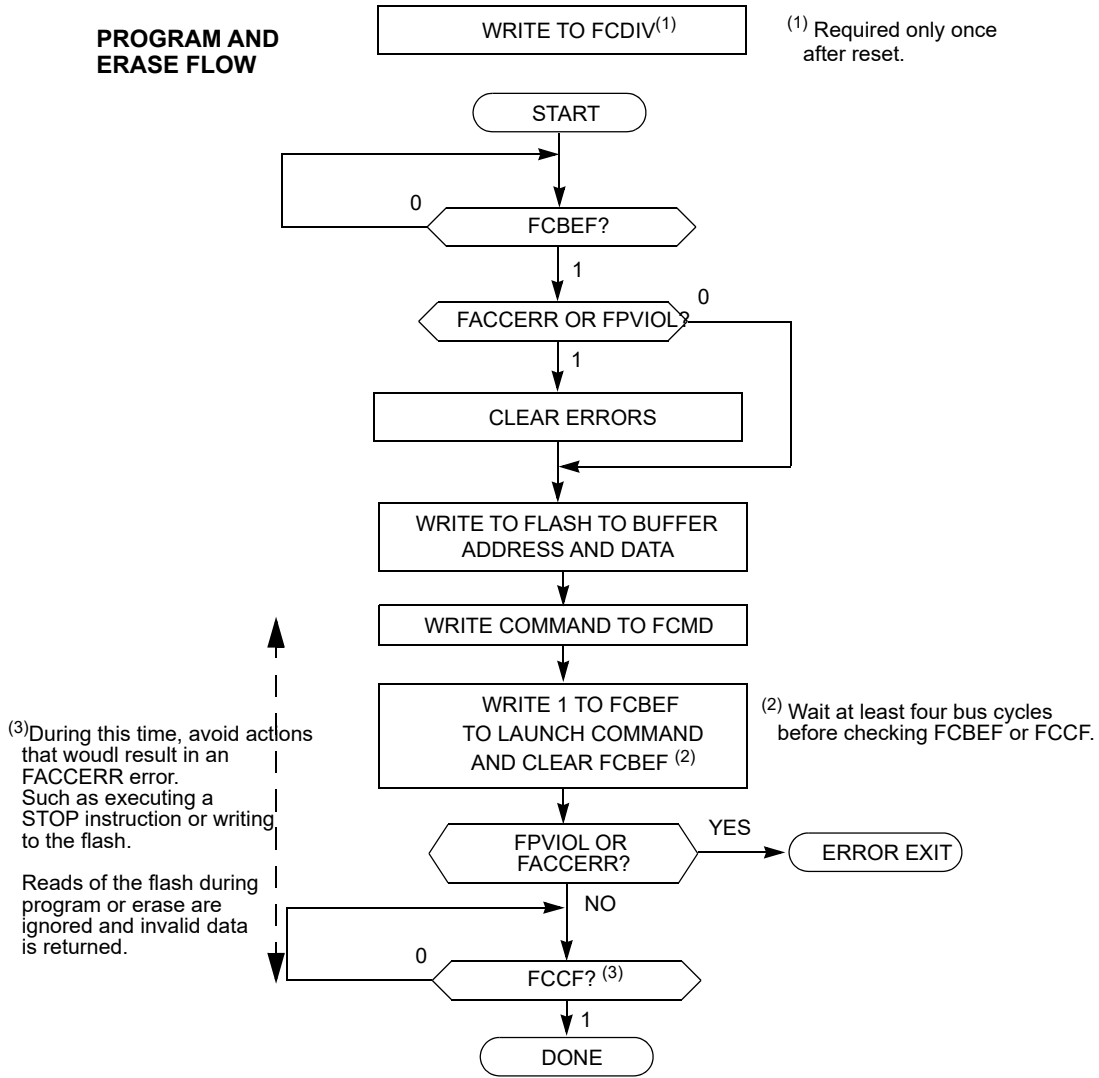 PROGRAM AND
ERASE FLOW
WRITE TO FCDIV(1)
(1) Required only once
after reset.
START
0
FCBEF?
1
0
FACCERR OR FPVIOL?
1
CLEAR ERRORS
WRITE TO FLASH TO BUFFER
ADDRESS AND DATA
WRITE COMMAND TO FCMD
WRITE 1 TO FCBEF
TO LAUNCH COMMAND
AND CLEAR FCBEF (2)
(2) Wait at least four bus cycles
before checking FCBEF or FCCF.
(3)During this time, avoid actions
that woudl result in an
FACCERR error.
Such as executing a
STOP instruction or writing
to the flash.
Reads of the flash during
program or erase are
ignored and invalid data
is returned.
FPVIOL OR
FACCERR?
YES
ERROR EXIT
NO
0
FCCF? (3)
1
DONE